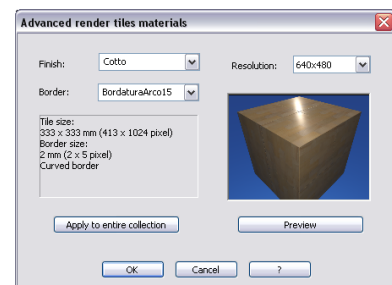 Advanced render tiles materials
Finish:
Cotto
Resolution:
640x480
Border:
BordaturaArco15
Tile size:
333 x 333 mm (413 x 1024 pixel)
Border size:
2 mm (2 x 5 pixel)
Curved border
Apply to entire collection
Preview
OK
Cancel
?